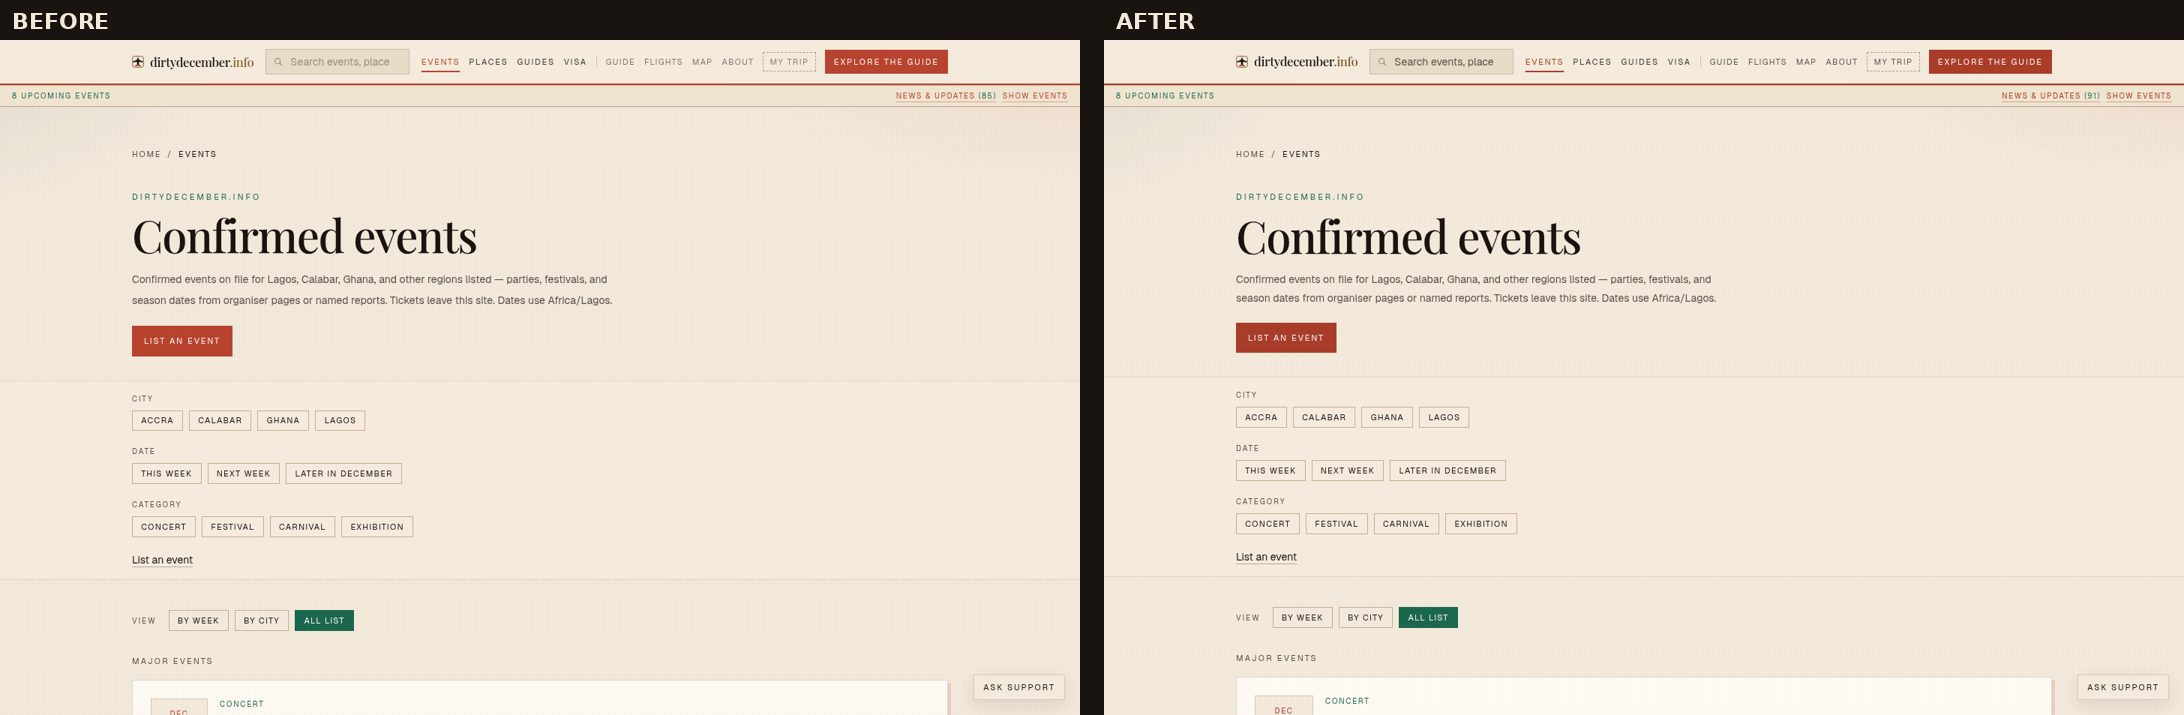 BEFORE
dirtydecember.info Search events, place EVENTS PLACES GUIDES VISA GUIDE FLIGHTS MAP ABOUT MY TRIP EXPLORE THE GUIDE
8 UPCOMING EVENTS NEWS & UPDATES (85) SHOW EVENTS
HOME / EVENTS
DIRTYDECEMBER.INFO
Confirmed events
Confirmed events on file for Lagos, Calabar, Ghana, and other regions listed — parties, festivals, and
season dates from organiser pages or named reports. Tickets leave this site. Dates use Africa/Lagos.
LIST AN EVENT
CITY
ACCRA CALABAR GHANA LAGOS
DATE
THIS WEEK NEXT WEEK LATER IN DECEMBER
CATEGORY
CONCERT FESTIVAL CARNIVAL EXHIBITION
List an event
VIEW BY WEEK BY CITY ALL LIST
MAJOR EVENTS
ASK SUPPORT
CONCERT
DEC
AFTER
dirtydecember.info Search events, place EVENTS PLACES GUIDES VISA GUIDE FLIGHTS MAP ABOUT MY TRIP EXPLORE THE GUIDE
8 UPCOMING EVENTS NEWS & UPDATES (91) SHOW EVENTS
HOME / EVENTS
DIRTYDECEMBER.INFO
Confirmed events
Confirmed events on file for Lagos, Calabar, Ghana, and other regions listed — parties, festivals, and
season dates from organiser pages or named reports. Tickets leave this site. Dates use Africa/Lagos.
LIST AN EVENT
CITY
ACCRA CALABAR GHANA LAGOS
DATE
THIS WEEK NEXT WEEK LATER IN DECEMBER
CATEGORY
CONCERT FESTIVAL CARNIVAL EXHIBITION
List an event
VIEW BY WEEK BY CITY ALL LIST
MAJOR EVENTS
ASK SUPPORT
CONCERT
DEC